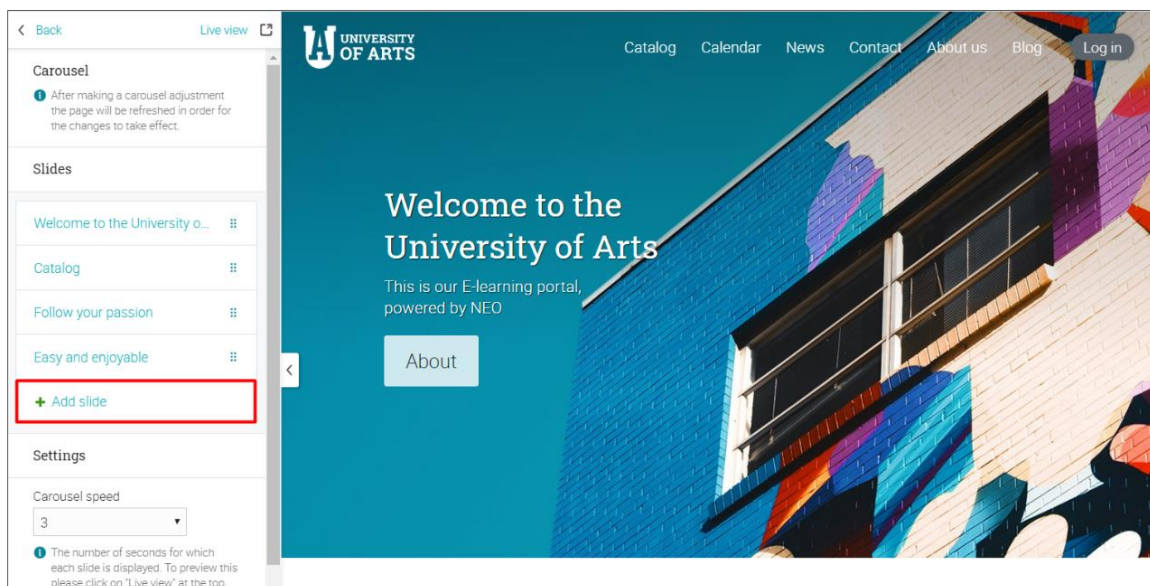 Back
Live view
Carousel
After making a carousel adjustment
the page will be refreshed in order for
the changes to take effect.
Slides
Welcome to the University o...
Catalog
Follow your passion
Easy and enjoyable
+ Add slide
Settings
Carousel speed
3
The number of seconds for which
each slide is displayed. To preview this
please click on "Live view" at the top.
UNIVERSITY
OF ARTS
Catalog
Calendar
News
Contact
About us
Blog
Log in
Welcome to the
University of Arts
This is our E-learning portal,
powered by NEO
About